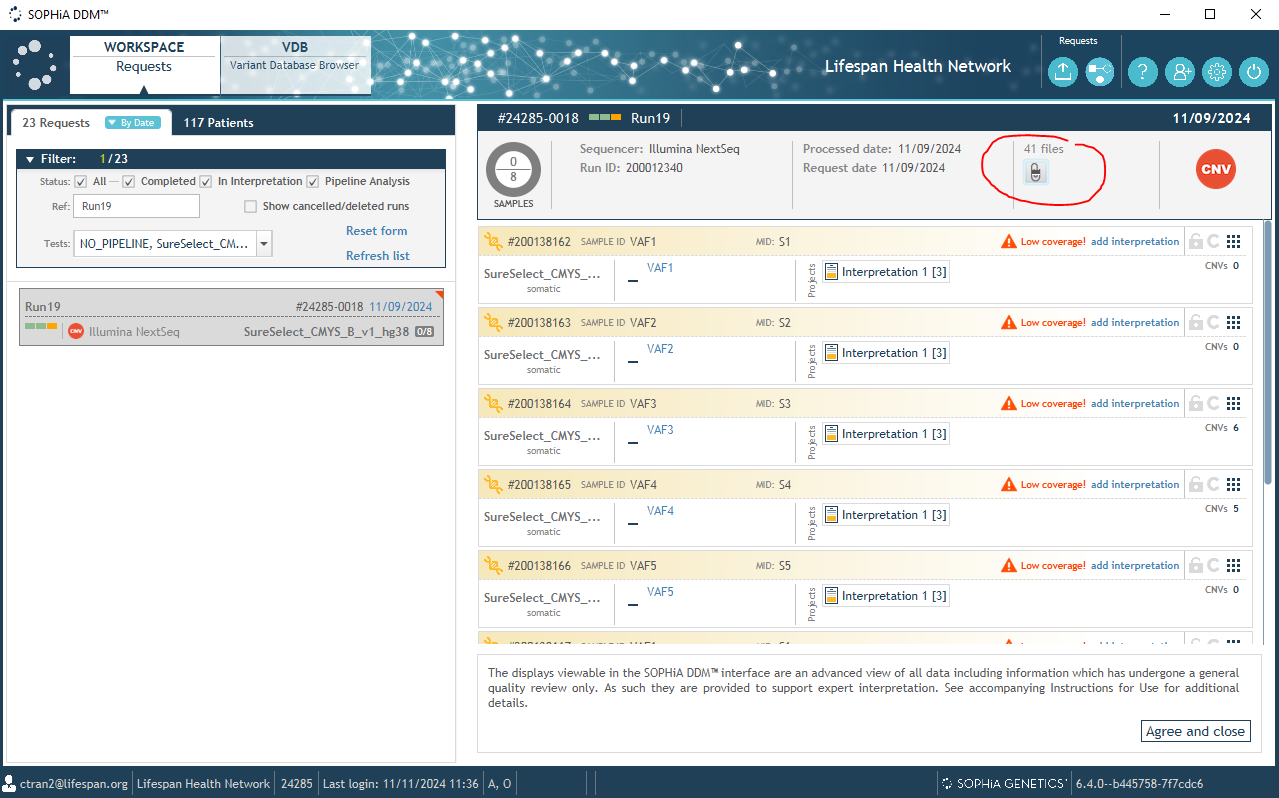 SOPHiA DDM™
WORKSPACE
Requests
VDB
Variant Database Browser
Lifespan Health Network
Requests
23 Requests
By Date
117 Patients
Filter: 1/23
Status: All Completed In Interpretation Pipeline Analysis
Ref: Run19
Show cancelled/deleted runs
Reset form
Tests: NO_PIPELINE, SureSelect_CM...
Refresh list
Run19 #24285-0018 11/09/2024
CNV Illumina NextSeq SureSelect_CMYS_B_v1_hg38 0/8
#24285-0018 Run19 11/09/2024
0
8
SAMPLES
Sequencer: Illumina NextSeq
Run ID: 200012340
Processed date: 11/09/2024
Request date 11/09/2024
41 files
CNV
#200138162 SAMPLE ID VAF1 MID: S1 Low coverage! add interpretation
SureSelect_CMYS_...
somatic
VAF1
Projects
Interpretation 1 [3]
CNVs 0
#200138163 SAMPLE ID VAF2 MID: S2 Low coverage! add interpretation
SureSelect_CMYS_...
somatic
VAF2
Projects
Interpretation 1 [3]
CNVs 0
#200138164 SAMPLE ID VAF3 MID: S3 Low coverage! add interpretation
SureSelect_CMYS_...
somatic
VAF3
Projects
Interpretation 1 [3]
CNVs 6
#200138165 SAMPLE ID VAF4 MID: S4 Low coverage! add interpretation
SureSelect_CMYS_...
somatic
VAF4
Projects
Interpretation 1 [3]
CNVs 5
#200138166 SAMPLE ID VAF5 MID: S5 Low coverage! add interpretation
SureSelect_CMYS_...
somatic
VAF5
Projects
Interpretation 1 [3]
CNVs 0
The displays viewable in the SOPHiA DDM™ interface are an advanced view of all data including information which has undergone a general
quality review only. As such they are provided to support expert interpretation. See accompanying Instructions for Use for additional
details.
Agree and close
ctran2@lifespan.org Lifespan Health Network 24285 Last login: 11/11/2024 11:36 A, O
SOPHiA GENETICS 6.4.0--b445758-7f7cdc6